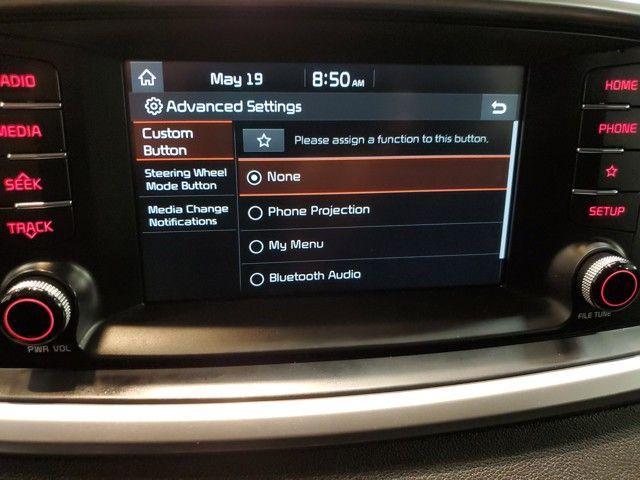 May 19 8:50 AM
Advanced Settings
Custom
Button
Please assign a function to this button.
Steering Wheel
Mode Button
Media Change
Notifications
None
Phone Projection
My Menu
Bluetooth Audio
RADIO
MEDIA
SEEK
TRACK
PWR VOL
HOME
PHONE
SETUP
FILE TUNE